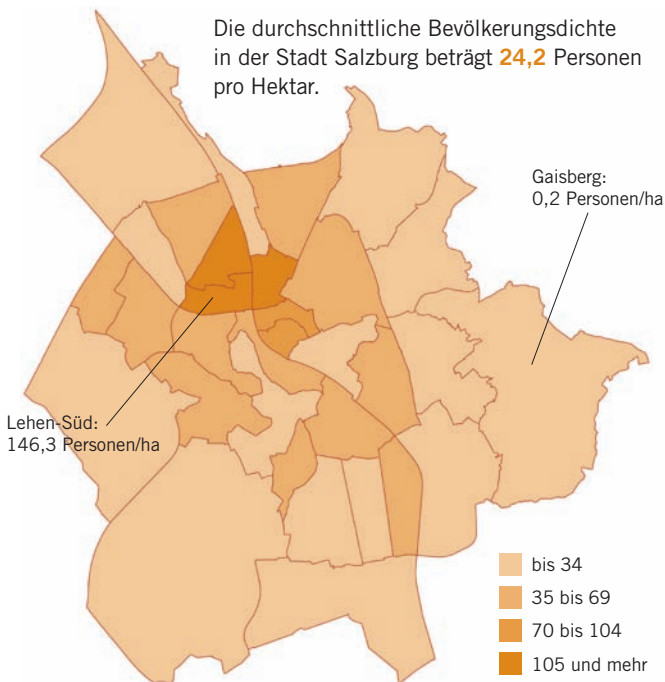 Die durchschnittliche Bevölkerungsdichte
in der Stadt Salzburg beträgt 24,2 Personen
pro Hektar.
Gaisberg:
0,2 Personen/ha
Lehen-Süd:
146,3 Personen/ha
bis 34
35 bis 69
70 bis 104
105 und mehr